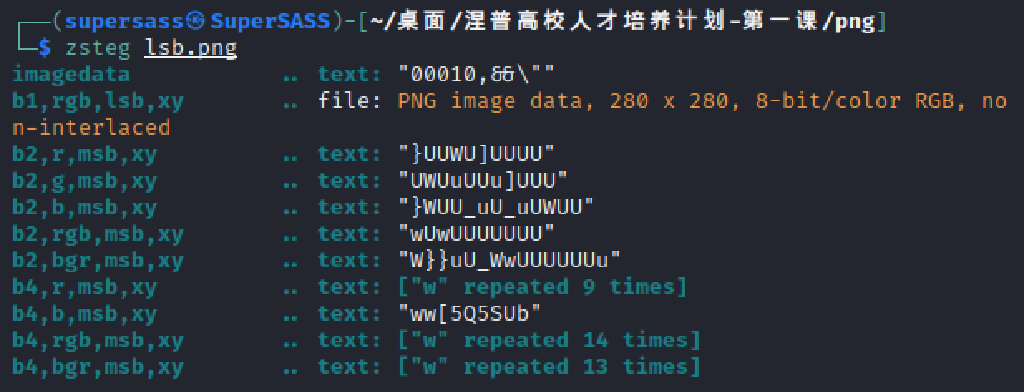 ┌──(supersass㉿SuperSASS)-[~/桌面/涅普高校人才培养计划-第一课/png]
└─$ zsteg lsb.png
imagedata .. text: "00010,&&\""
b1,rgb,lsb,xy .. file: PNG image data, 280 x 280, 8-bit/color RGB, no
n-interlaced
b2,r,msb,xy .. text: "}UUWU]UUUU"
b2,g,msb,xy .. text: "UWUuUUu]UUU"
b2,b,msb,xy .. text: "}WUU_uU_uUWUU"
b2,rgb,msb,xy .. text: "wUwUUUUUUU"
b2,bgr,msb,xy .. text: "W}}uU_WwUUUUUUu"
b4,r,msb,xy .. text: ["w" repeated 9 times]
b4,b,msb,xy .. text: "ww[5Q5SUb"
b4,rgb,msb,xy .. text: ["w" repeated 14 times]
b4,bgr,msb,xy .. text: ["w" repeated 13 times]